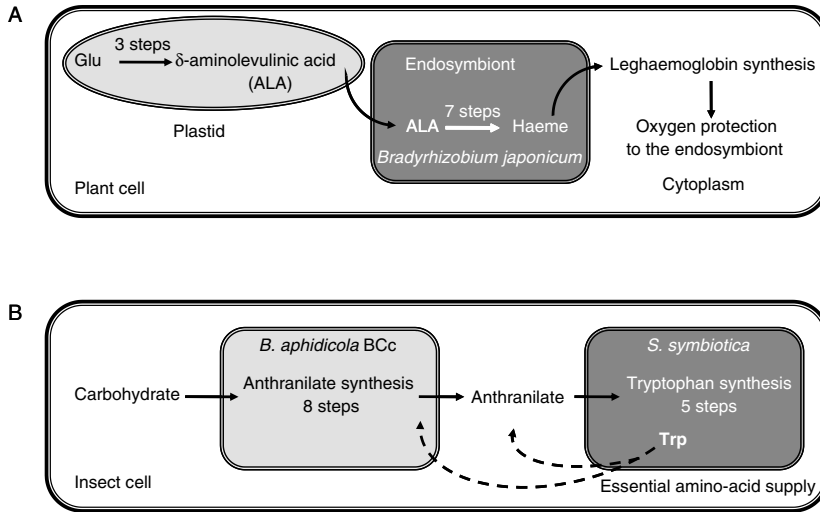 A
3 steps
Glu
δ-aminolevulinic acid
(ALA)
Plastid
Endosymbiont
7 steps
ALA
Haeme
Bradyrhizobium japonicum
Leghaemoglobin synthesis
Oxygen protection
to the endosymbiont
Cytoplasm
Plant cell
B
B. aphidicola BCc
S. symbiotica
Carbohydrate
Anthranilate synthesis
8 steps
Anthranilate
Tryptophan synthesis
5 steps
Trp
Insect cell
Essential amino-acid supply